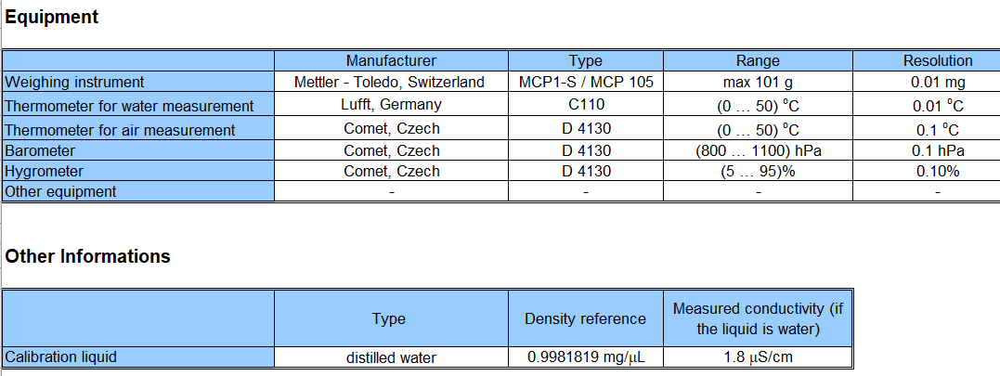 Equipment
Manufacturer Type Range Resolution
Weighing instrument Mettler - Toledo, Switzerland MCP1-S / MCP 105 max 101 g 0.01 mg
Thermometer for water measurement Lufft, Germany C110 (0 … 50) ºC 0.01 ºC
Thermometer for air measurement Comet, Czech D 4130 (0 … 50) ºC 0.1 ºC
Barometer Comet, Czech D 4130 (800 … 1100) hPa 0.1 hPa
Hygrometer Comet, Czech D 4130 (5 … 95)% 0.10%
Other equipment - - - -
Other Informations
Type Density reference Measured conductivity (if
the liquid is water)
Calibration liquid distilled water 0.9981819 mg/μL 1.8 μS/cm